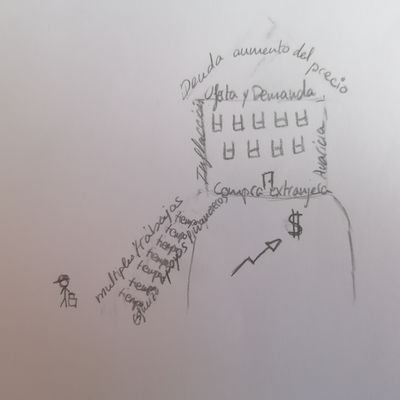 Deuda aumento del precio
Oferta y Demanda
Inflación
Avaricia
Compra extranjera
$
multiples trabajos
tiempo
tiempo
tiempo
tiempo
tiempo
tiempo
tiempo